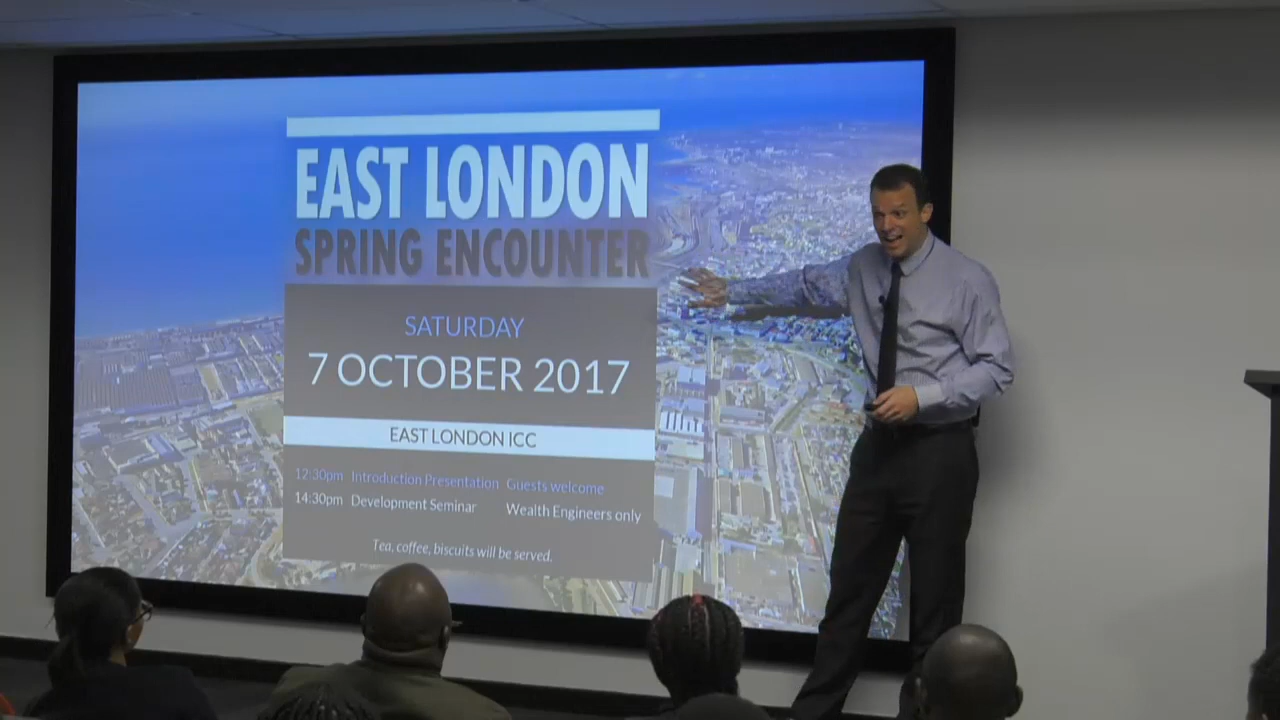 EAST LONDON
SPRING ENCOUNTER
SATURDAY
7 OCTOBER 2017
EAST LONDON ICC
12:30pm Introduction Presentation Guests welcome
14:30pm Development Seminar Wealth Engineers only
Tea, coffee, biscuits will be served.